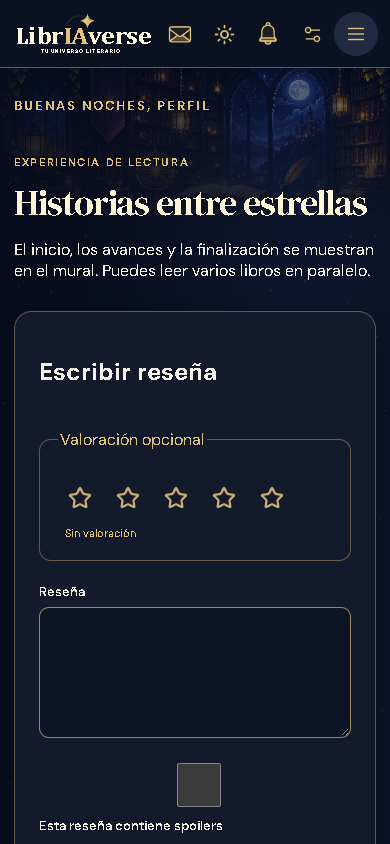 LibrIAverse
TU UNIVERSO LITERARIO
BUENAS NOCHES, PERFIL
EXPERIENCIA DE LECTURA
Historias entre estrellas
El inicio, los avances y la finalización se muestran
en el mural. Puedes leer varios libros en paralelo.
Escribir reseña
Valoración opcional
Sin valoración
Reseña
Esta reseña contiene spoilers